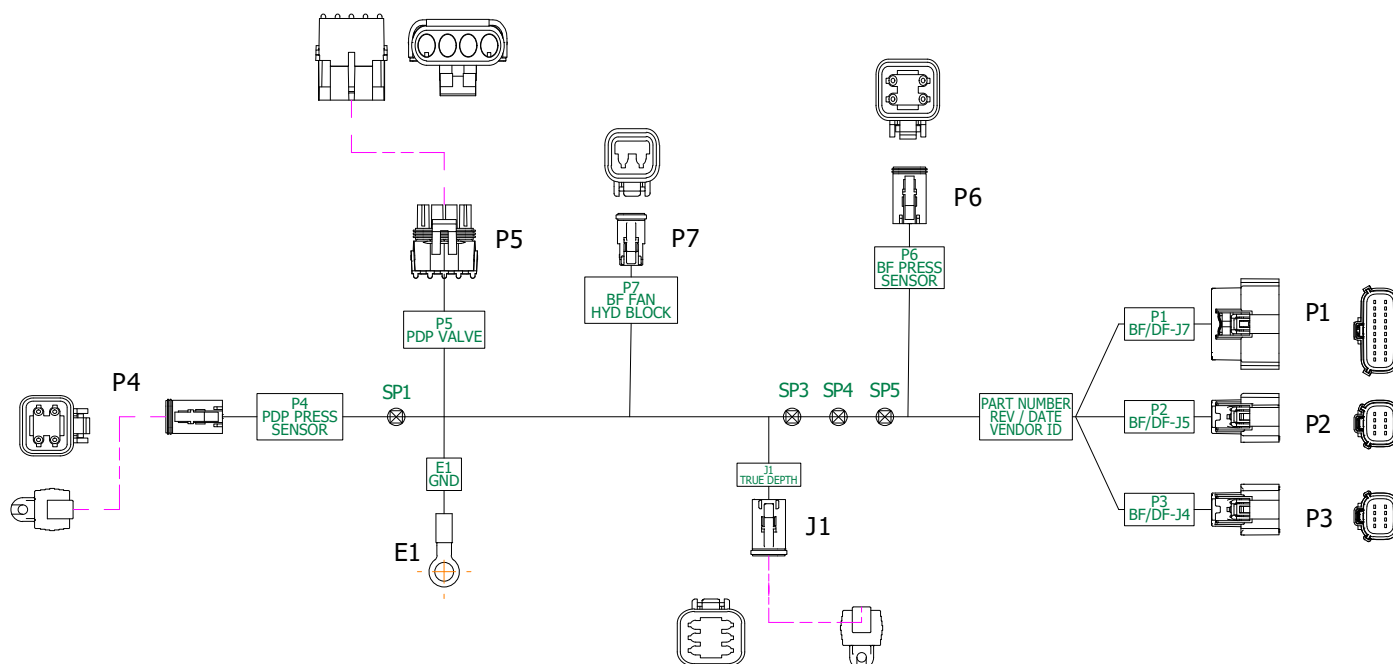 P5
P5
PDP VALVE
P7
P7
BF FAN
HYD BLOCK
P6
P6
BF PRESS
SENSOR
P4
P4
PDP PRESS
SENSOR
SP1
E1
GND
E1
SP3
SP4
SP5
J1
TRUE DEPTH
J1
PART NUMBER
REV / DATE
VENDOR ID
P1
BF/DF-J7
P1
P2
BF/DF-J5
P2
P3
BF/DF-J4
P3